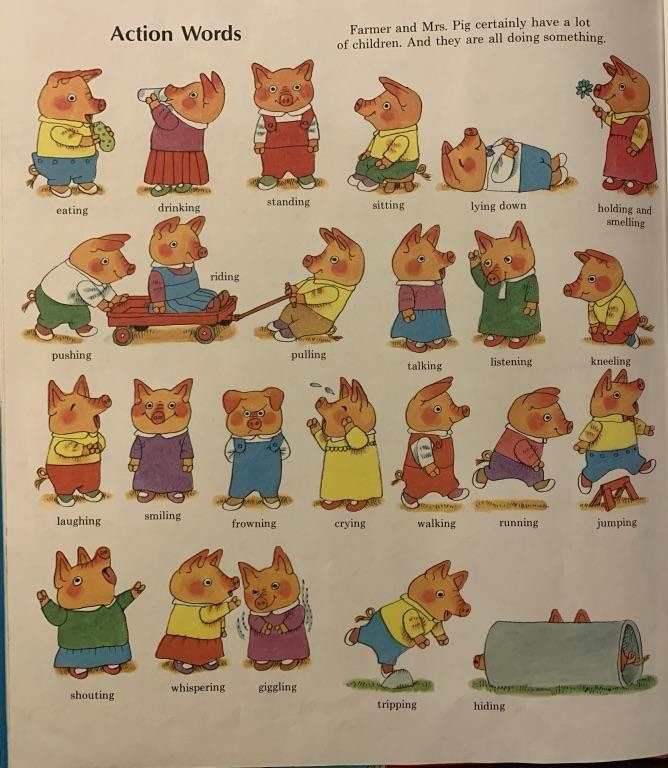 Action Words
Farmer and Mrs. Pig certainly have a lot
of children. And they are all doing something.
eating
drinking
standing
sitting
lying down
holding and
smelling
pushing
riding
pulling
talking
listening
kneeling
laughing
smiling
frowning
crying
walking
running
jumping
shouting
whispering
giggling
tripping
hiding